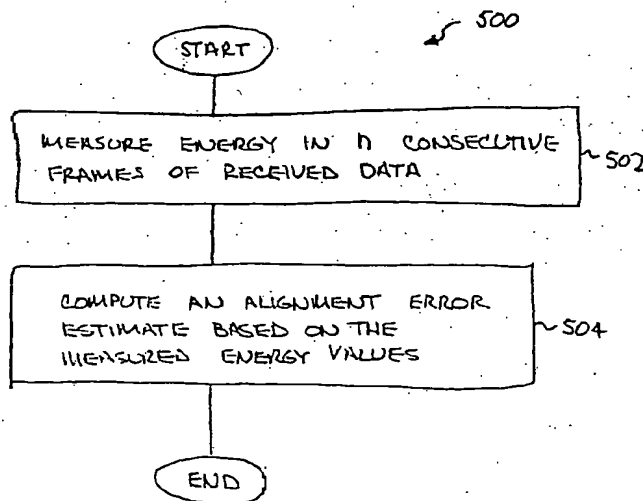 500
START
MEASURE ENERGY IN n CONSECUTIVE
FRAMES OF RECEIVED DATA
502
COMPUTE AN ALIGNMENT ERROR
ESTIMATE BASED ON THE
MEASURED ENERGY VALUES
504
END